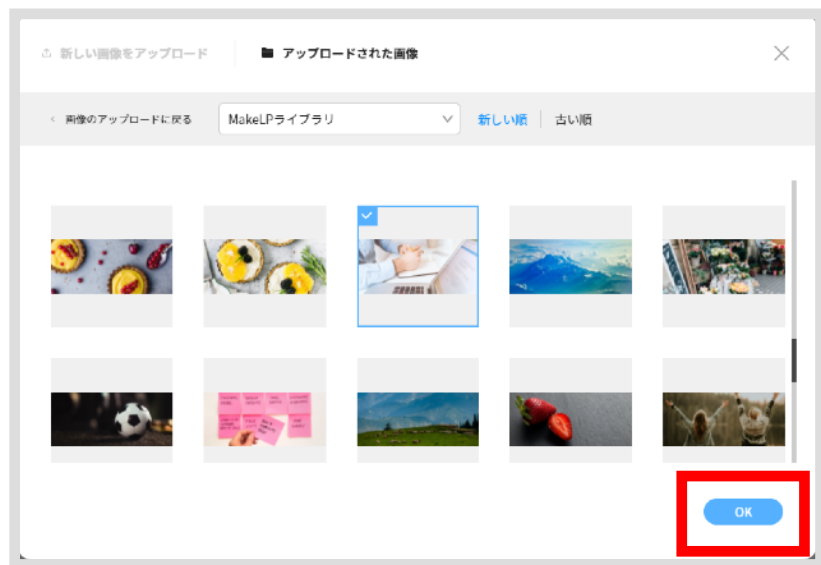 新しい画像をアップロード
アップロードされた画像
画像のアップロードに戻る
MakeLPライブラリ
新しい順
古い順
OK